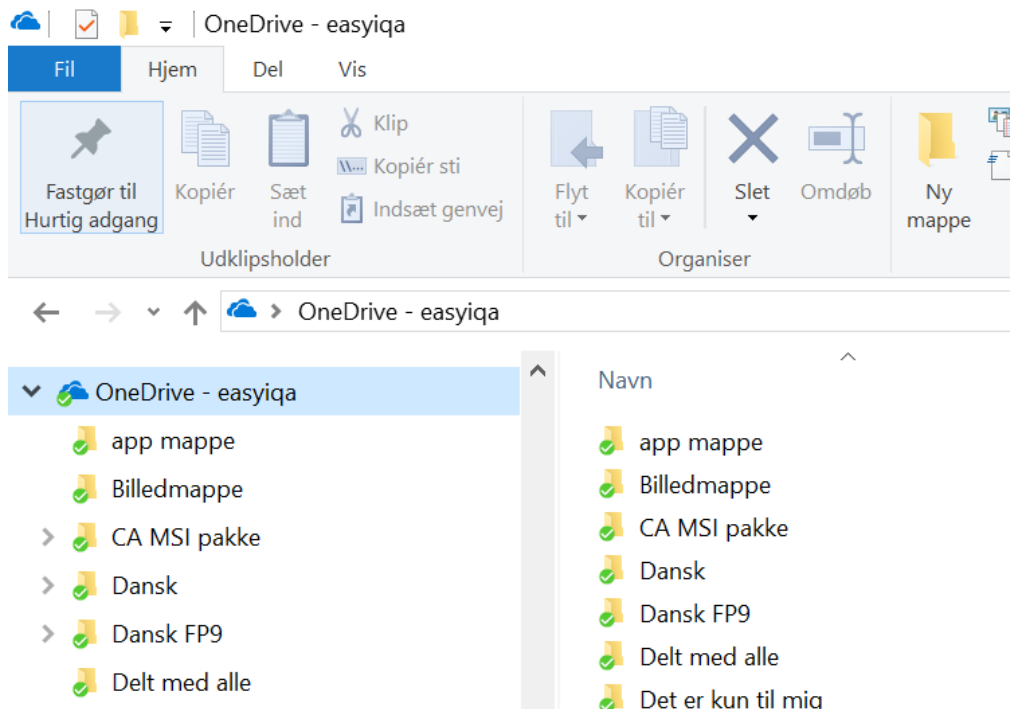 OneDrive - easyiqa
Fil Hjem Del Vis
Fastgør til
Hurtig adgang
Kopiér
Sæt
ind
Klip
Kopiér sti
Indsæt genvej
Udklipsholder
Flyt
til
Kopiér
til
Slet
Omdøb
Organiser
Ny
mappe
OneDrive - easyiqa
OneDrive - easyiqa
app mappe
Billedmappe
CA MSI pakke
Dansk
Dansk FP9
Delt med alle
Navn
app mappe
Billedmappe
CA MSI pakke
Dansk
Dansk FP9
Delt med alle
Det er kun til mig